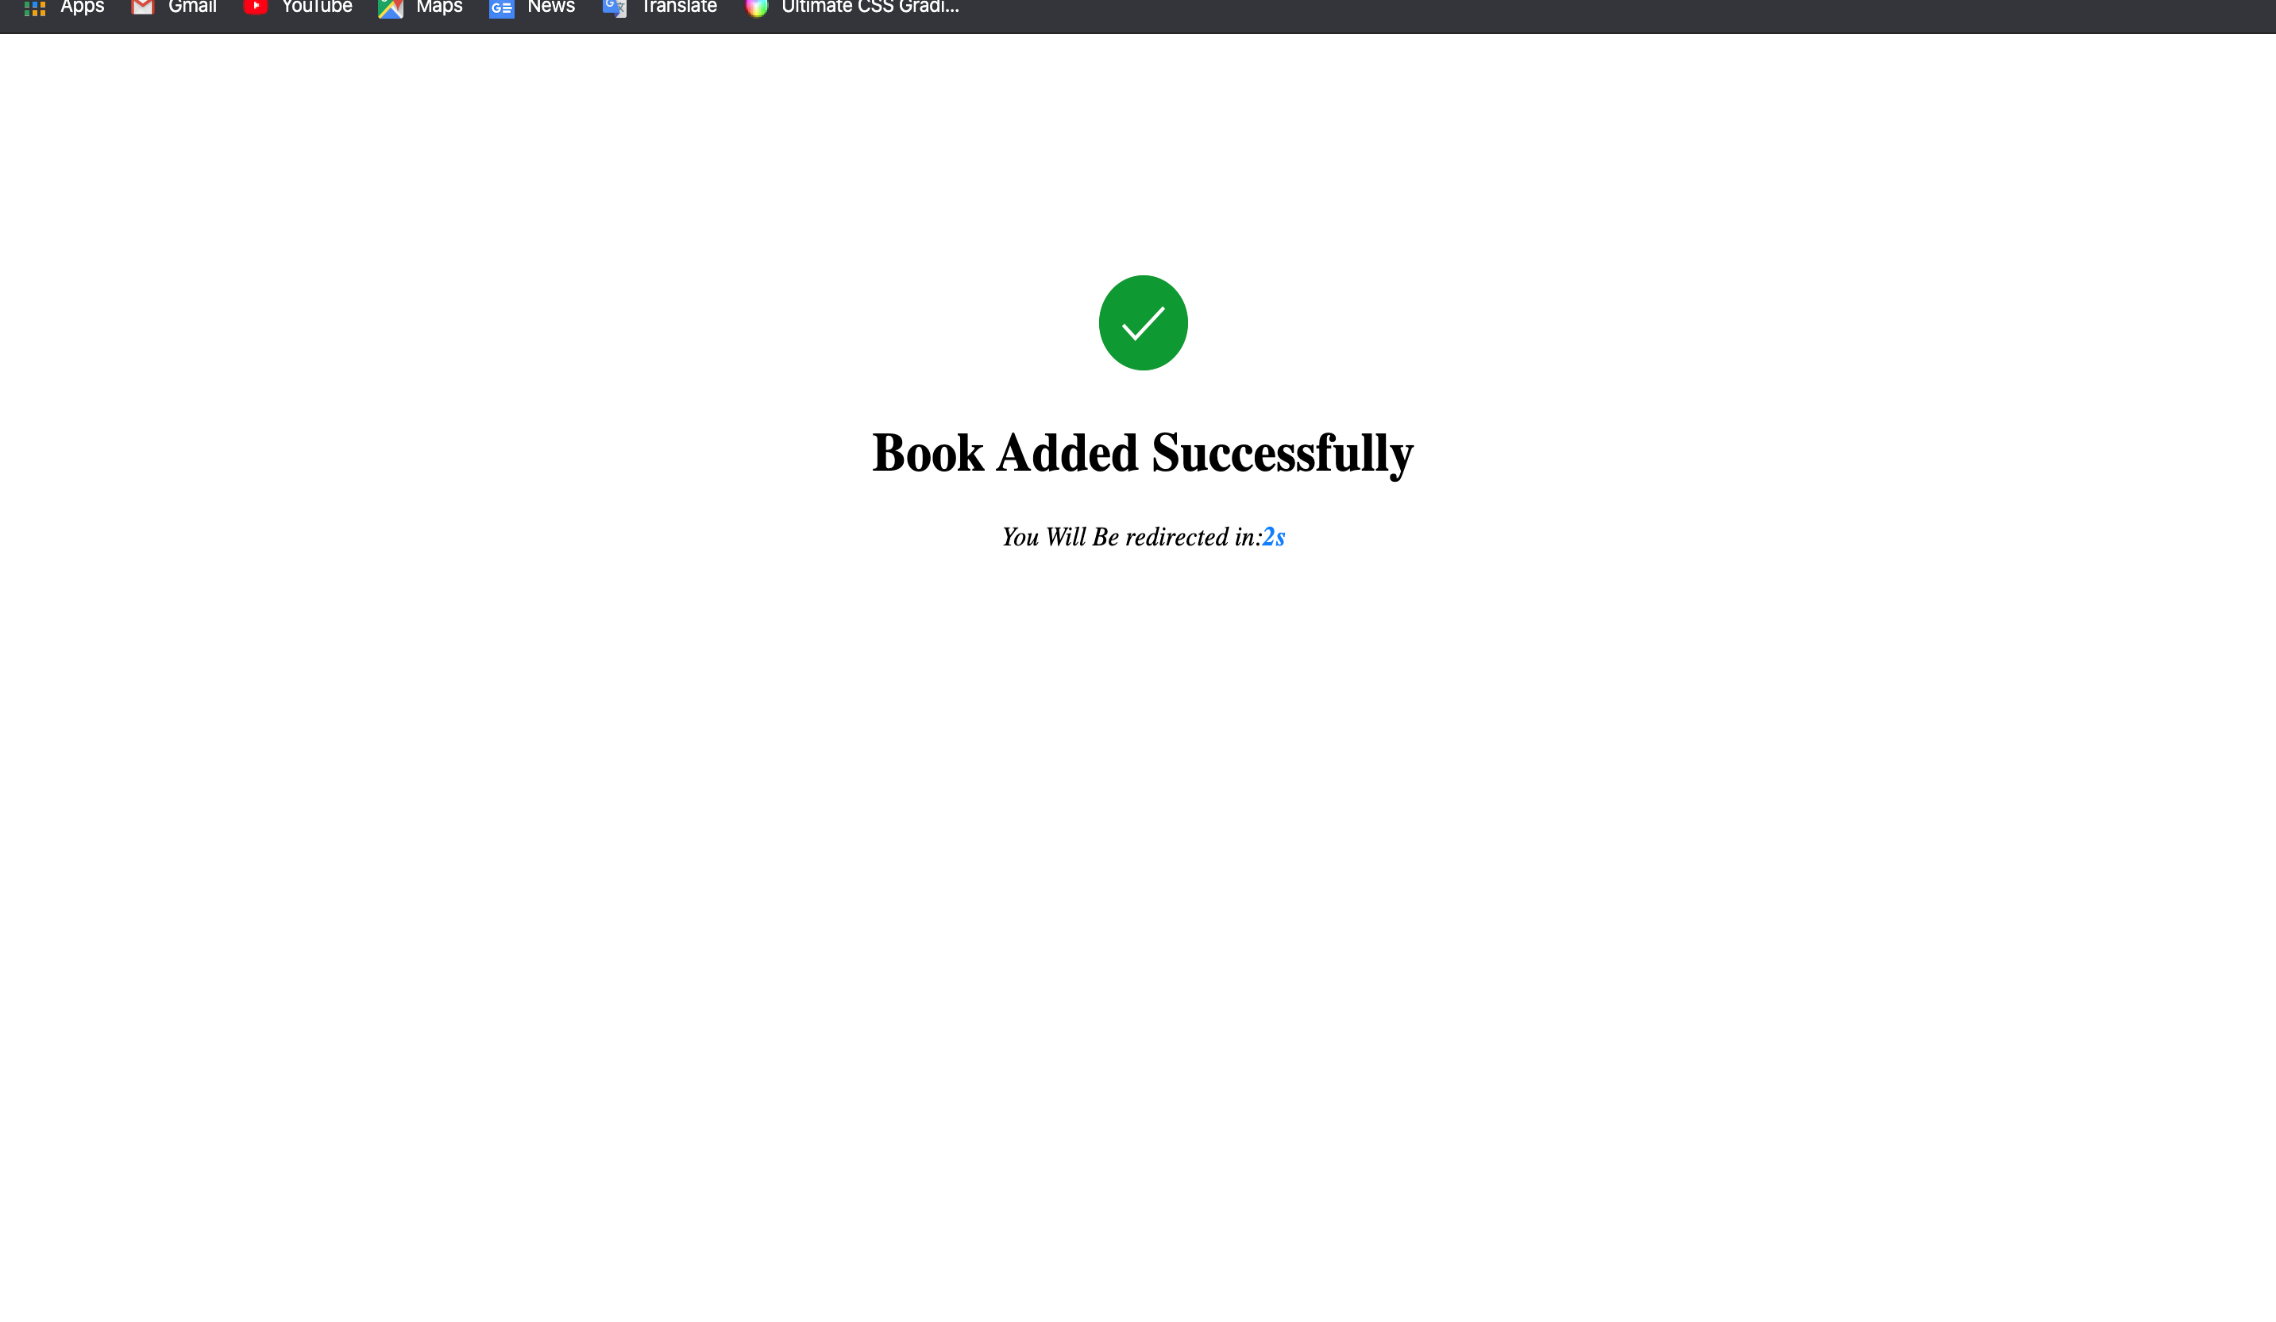 Apps Gmail YouTube Maps News Translate Ultimate CSS Gradi...
Book Added Successfully
You Will Be redirected in:2s